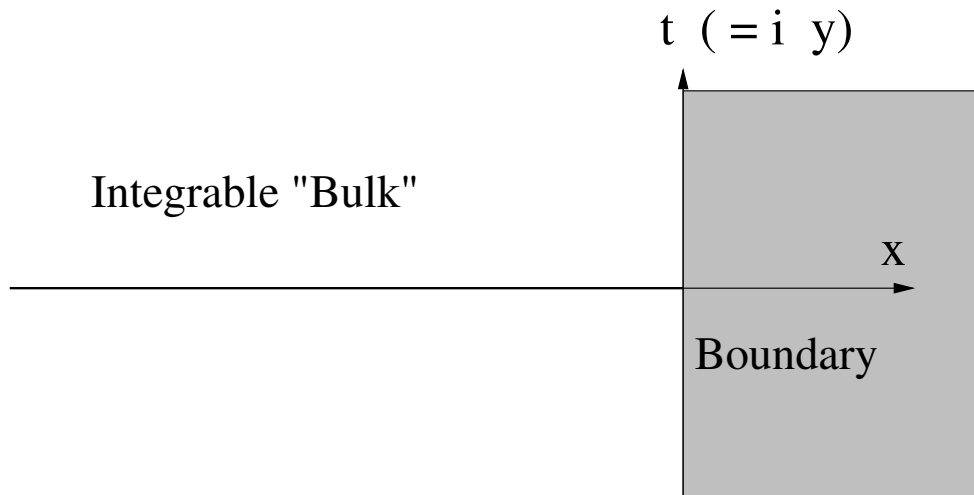 t ( = i y)
Integrable "Bulk"
x
Boundary